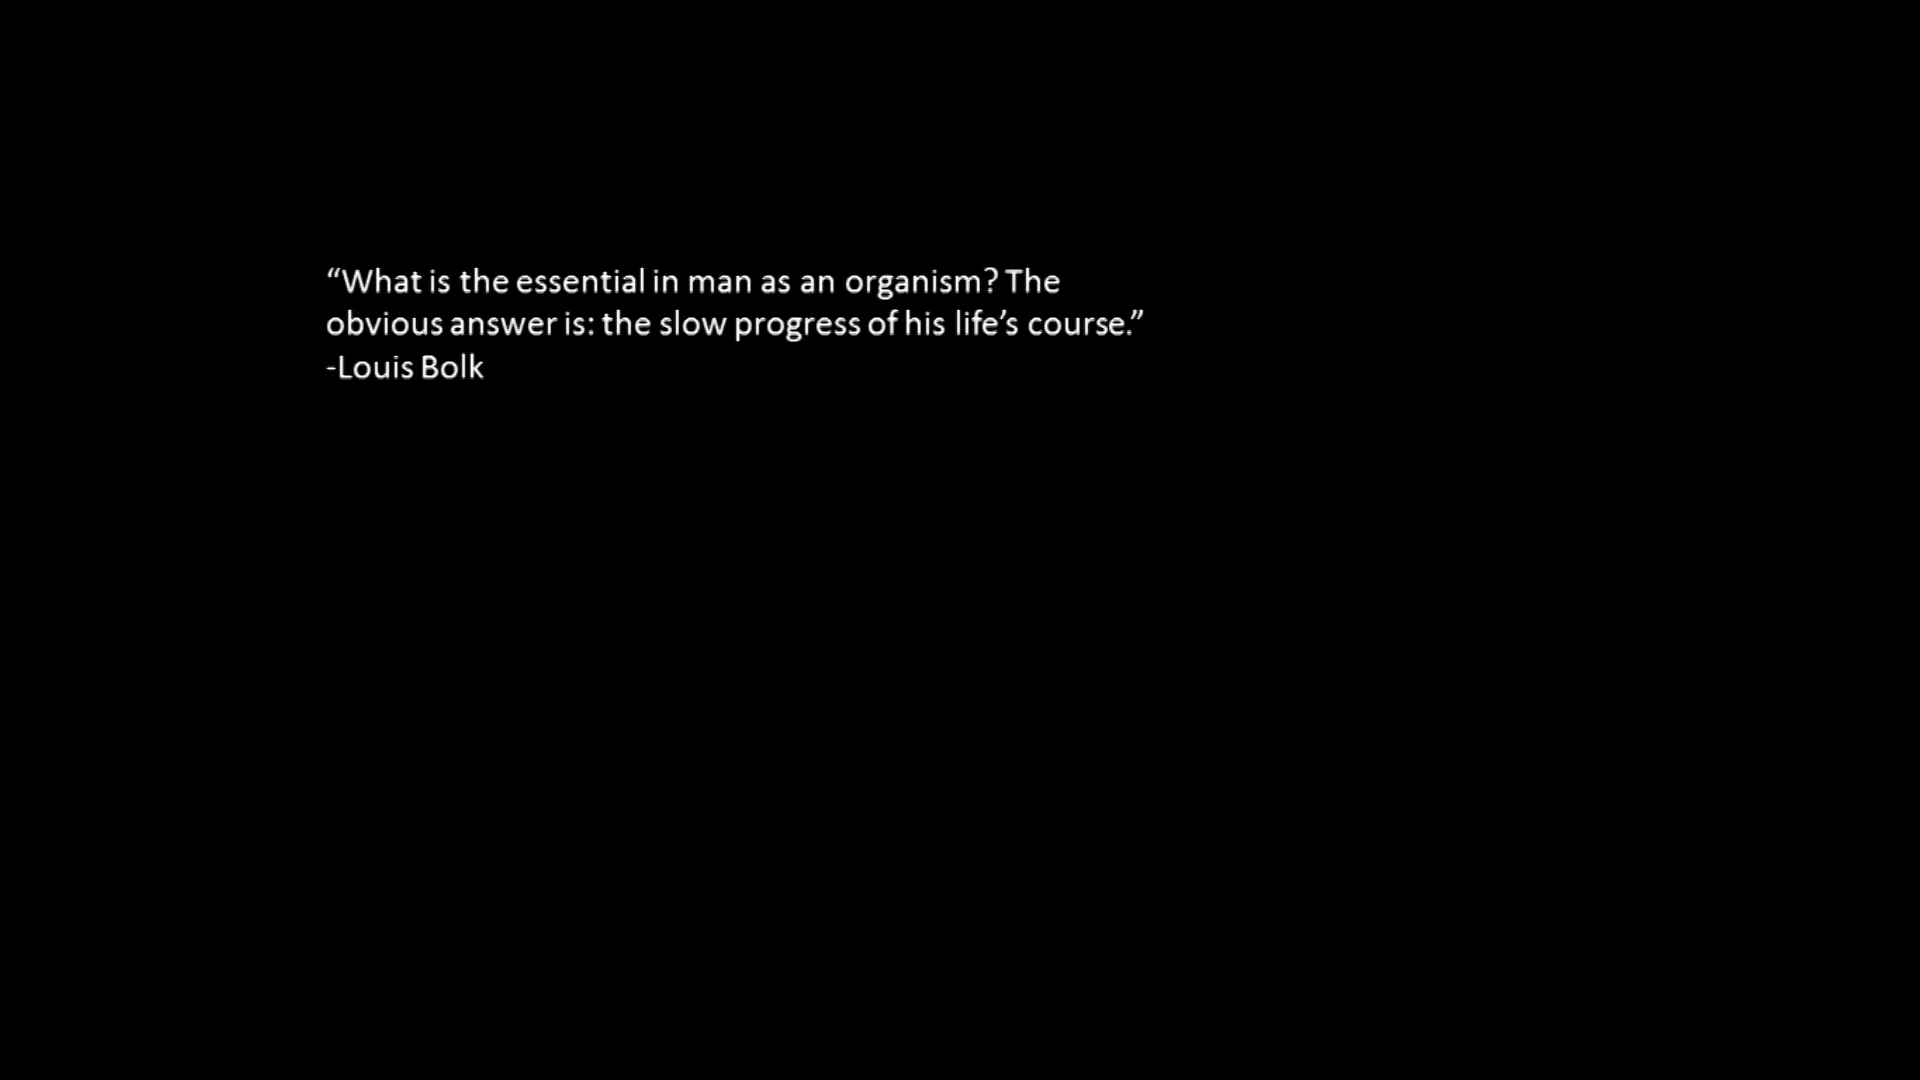 “What is the essential in man as an organism? The
obvious answer is: the slow progress of his life’s course.”
-Louis Bolk